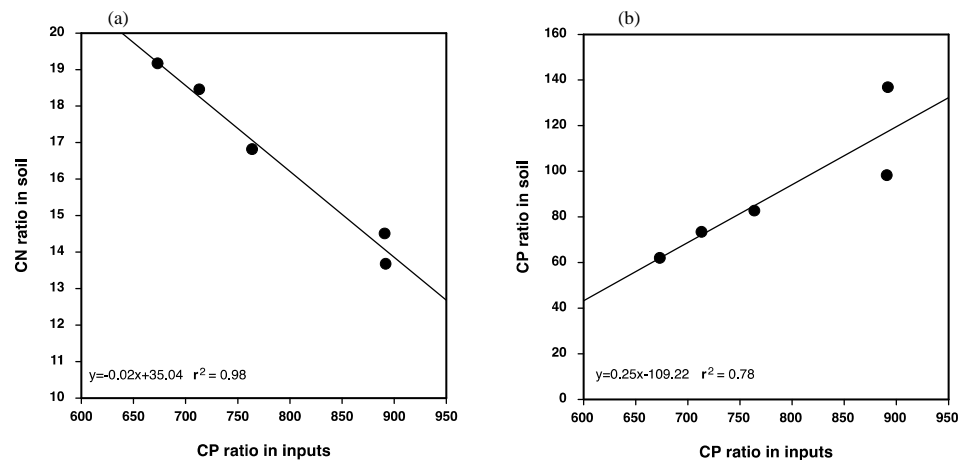 (a)
20
19
18
17
16
15
14
13
12
11
10
CN ratio in soil
y=-0.02x+35.04 r² = 0.98
600 650 700 750 800 850 900 950
CP ratio in inputs
(b)
160
140
120
100
80
60
40
20
0
CP ratio in soil
y=0.25x-109.22 r² = 0.78
600 650 700 750 800 850 900 950
CP ratio in inputs